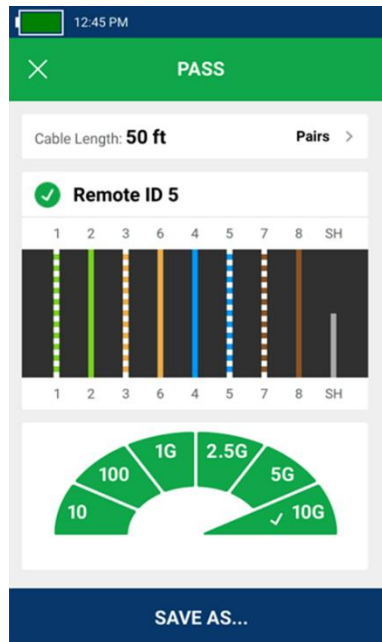 12:45 PM
PASS
Cable Length: 50 ft Pairs >
Remote ID 5
1 2 3 6 4 5 7 8 SH
1 2 3 6 4 5 7 8 SH
10 100 1G 2.5G 5G 10G
SAVE AS...